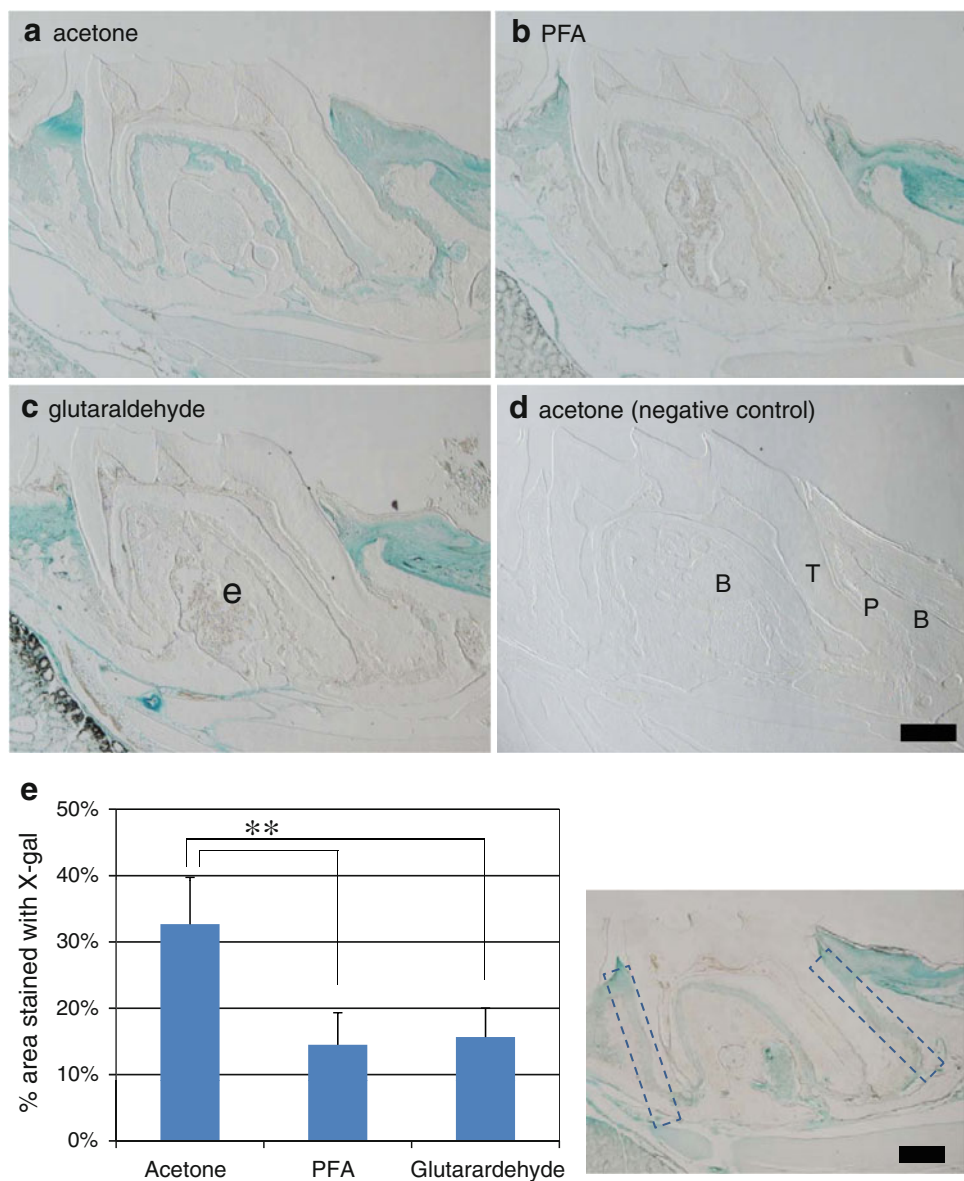 a acetone
b PFA
c glutaraldehyde
e
d acetone (negative control)
B
T
P
B
e
% area stained with X-gal
50%
40%
30%
20%
10%
0%
**
Acetone
PFA
Glutarardehyde